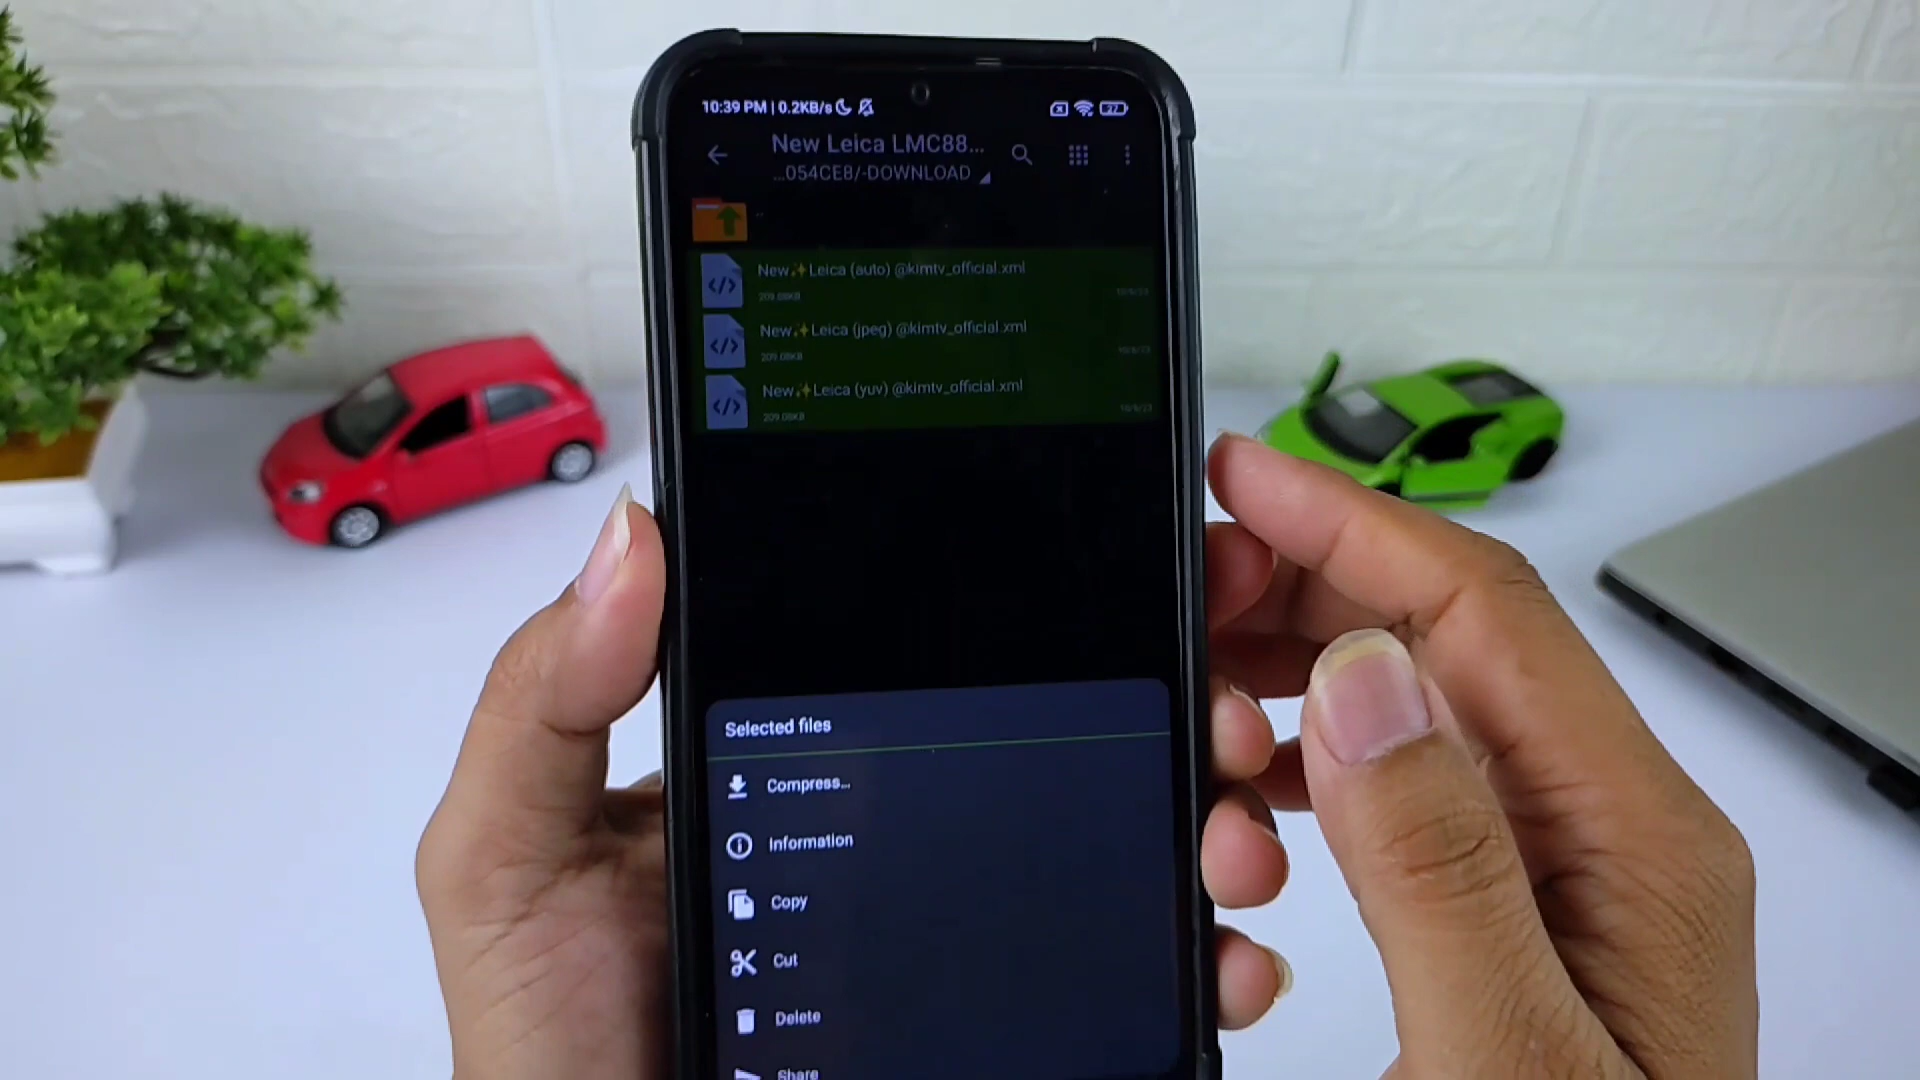 10:39 PM | 0.2KB/s
27
New Leica LMC88...
...054CE8/-DOWNLOAD
..
New✨Leica (auto) @kimtv_official.xml
209.08KB
New✨Leica (jpeg) @kimtv_official.xml
209.08KB
New✨Leica (yuv) @kimtv_official.xml
209.08KB
Selected files
Compress...
Information
Copy
Cut
Delete
Share